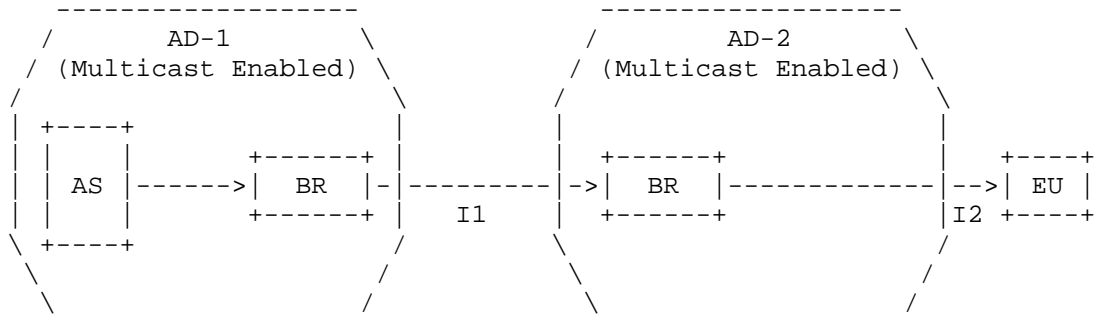 AD-1 AD-2
(Multicast Enabled) (Multicast Enabled)
AS BR BR EU
I1 I2